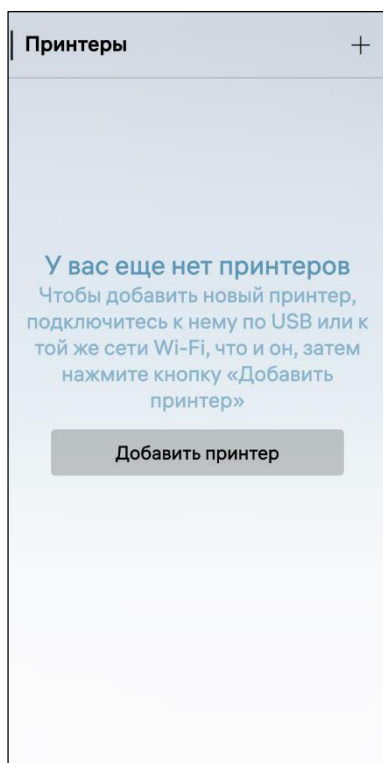 Принтеры +
У вас еще нет принтеров
Чтобы добавить новый принтер,
подключитесь к нему по USB или к
той же сети Wi-Fi, что и он, затем
нажмите кнопку «Добавить
принтер»
Добавить принтер